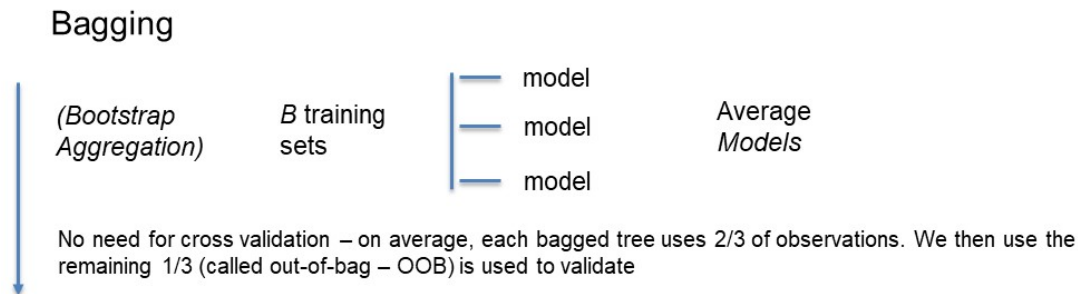 Bagging
(Bootstrap
Aggregation)
B training
sets
model
model
model
Average
Models
No need for cross validation – on average, each bagged tree uses 2/3 of observations. We then use the
remaining 1/3 (called out-of-bag – OOB) is used to validate